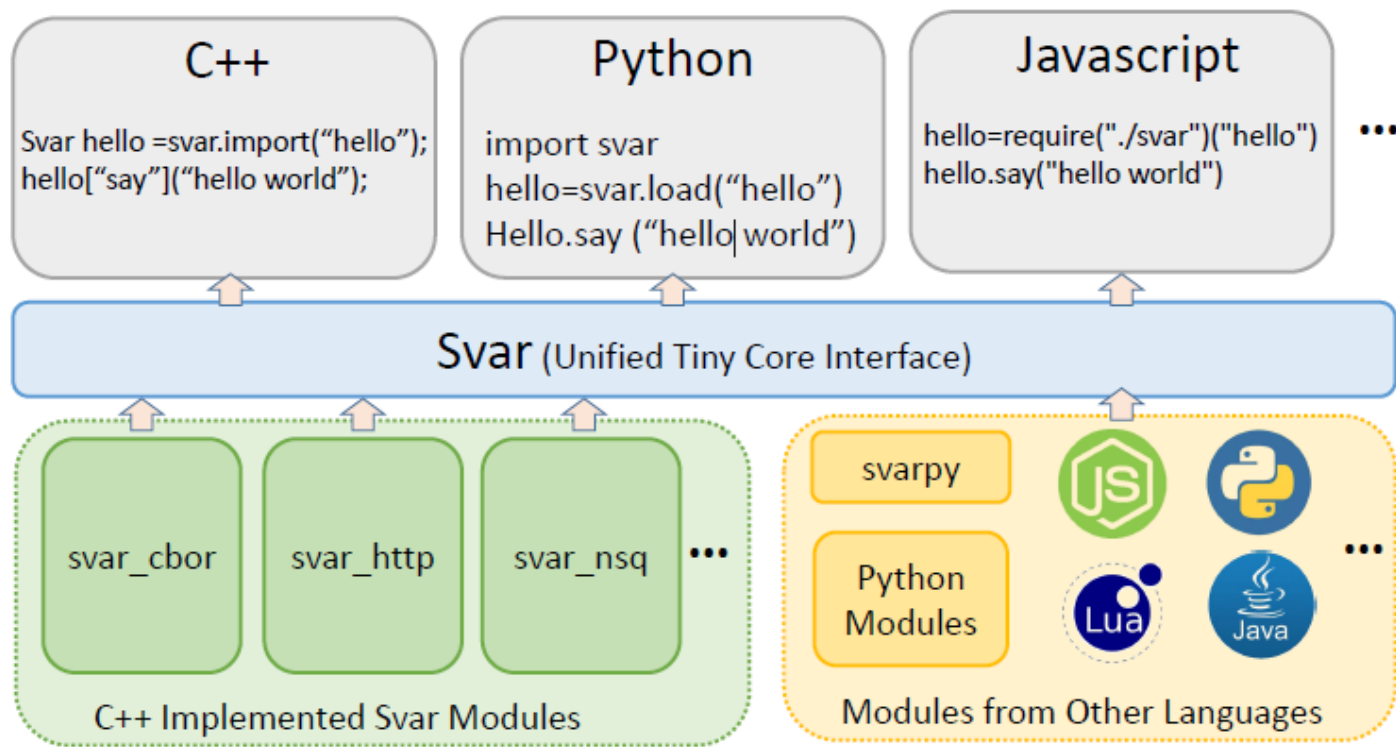 C++
Svar hello =svar.import(“hello”);
hello[“say”](“hello world”);
Python
import svar
hello=svar.load(“hello”)
Hello.say (“hello world”)
Javascript
hello=require("./svar")("hello")
hello.say("hello world")
...
Svar (Unified Tiny Core Interface)
svar_cbor
svar_http
svar_nsq
...
C++ Implemented Svar Modules
svarpy
Python
Modules
JS
Lua
Java
...
Modules from Other Languages